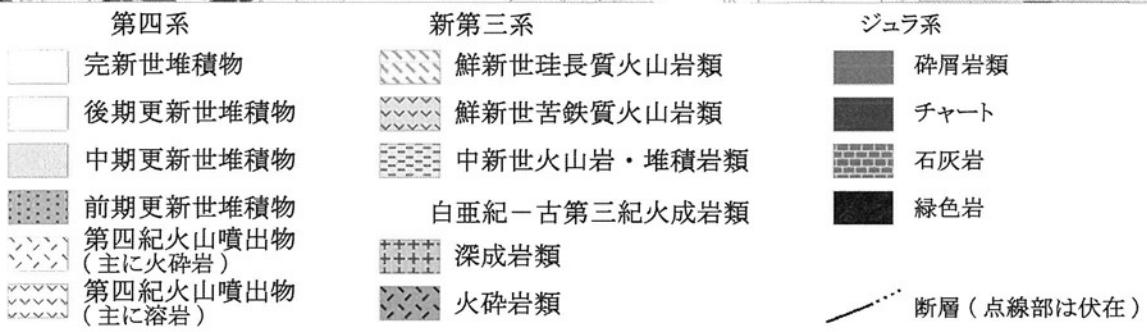 第四系
完新世堆積物
後期更新世堆積物
中期更新世堆積物
前期更新世堆積物
第四紀火山噴出物
(主に火砕岩)
第四紀火山噴出物
(主に溶岩)
新第三系
鮮新世珪長質火山岩類
鮮新世苦鉄質火山岩類
中新世火山岩・堆積岩類
白亜紀－古第三紀火成岩類
深成岩類
火砕岩類
ジュラ系
砕屑岩類
チャート
石灰岩
緑色岩
断層(点線部は伏在)